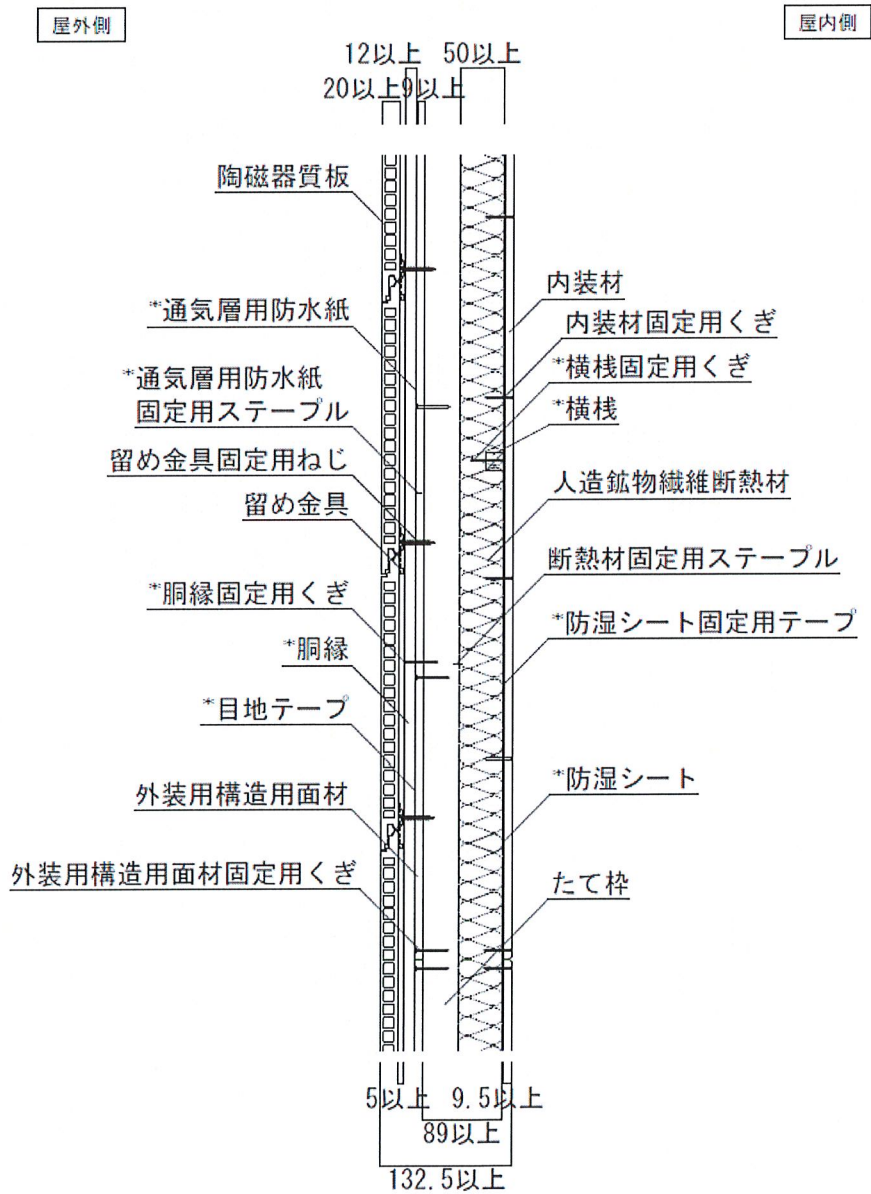 屋外側
屋内側
12以上 50以上
20以上9以上
陶磁器質板
*通気層用防水紙
*通気層用防水紙
固定用ステープル
留め金具固定用ねじ
留め金具
*胴縁固定用くぎ
*胴縁
*目地テープ
外装用構造用面材
外装用構造用面材固定用くぎ
内装材
内装材固定用くぎ
*横桟固定用くぎ
*横桟
人造鉱物繊維断熱材
断熱材固定用ステープル
*防湿シート固定用テープ
*防湿シート
たて枠
5以上 9.5以上
89以上
132.5以上